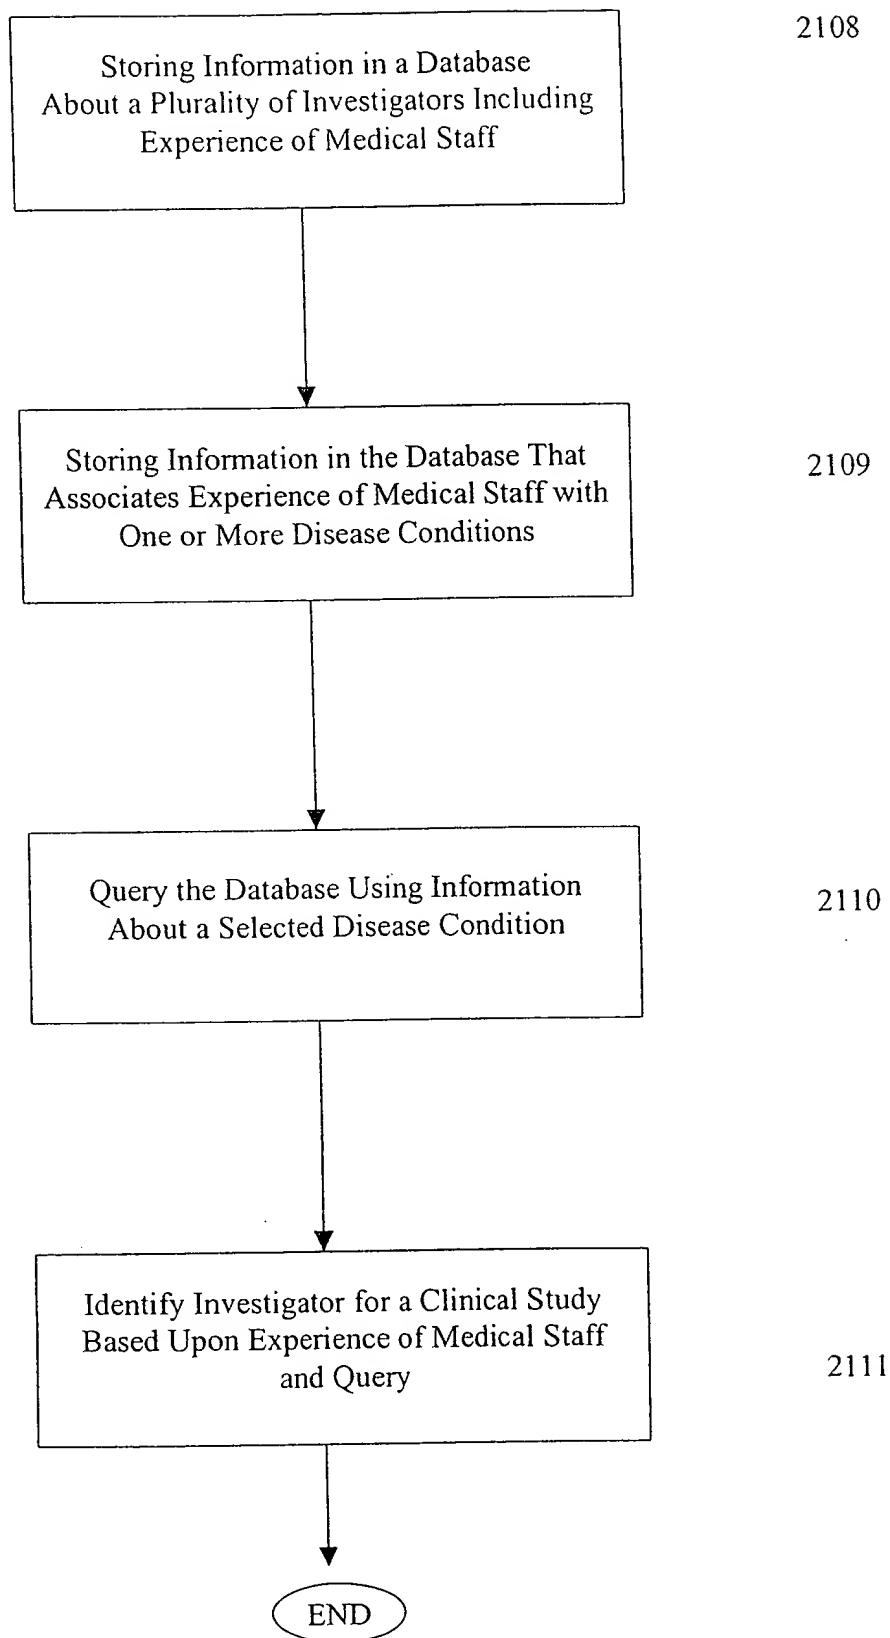 2108
Storing Information in a Database
About a Plurality of Investigators Including
Experience of Medical Staff
Storing Information in the Database That
Associates Experience of Medical Staff with
One or More Disease Conditions
2109
Query the Database Using Information
About a Selected Disease Condition
2110
Identify Investigator for a Clinical Study
Based Upon Experience of Medical Staff
and Query
2111
END